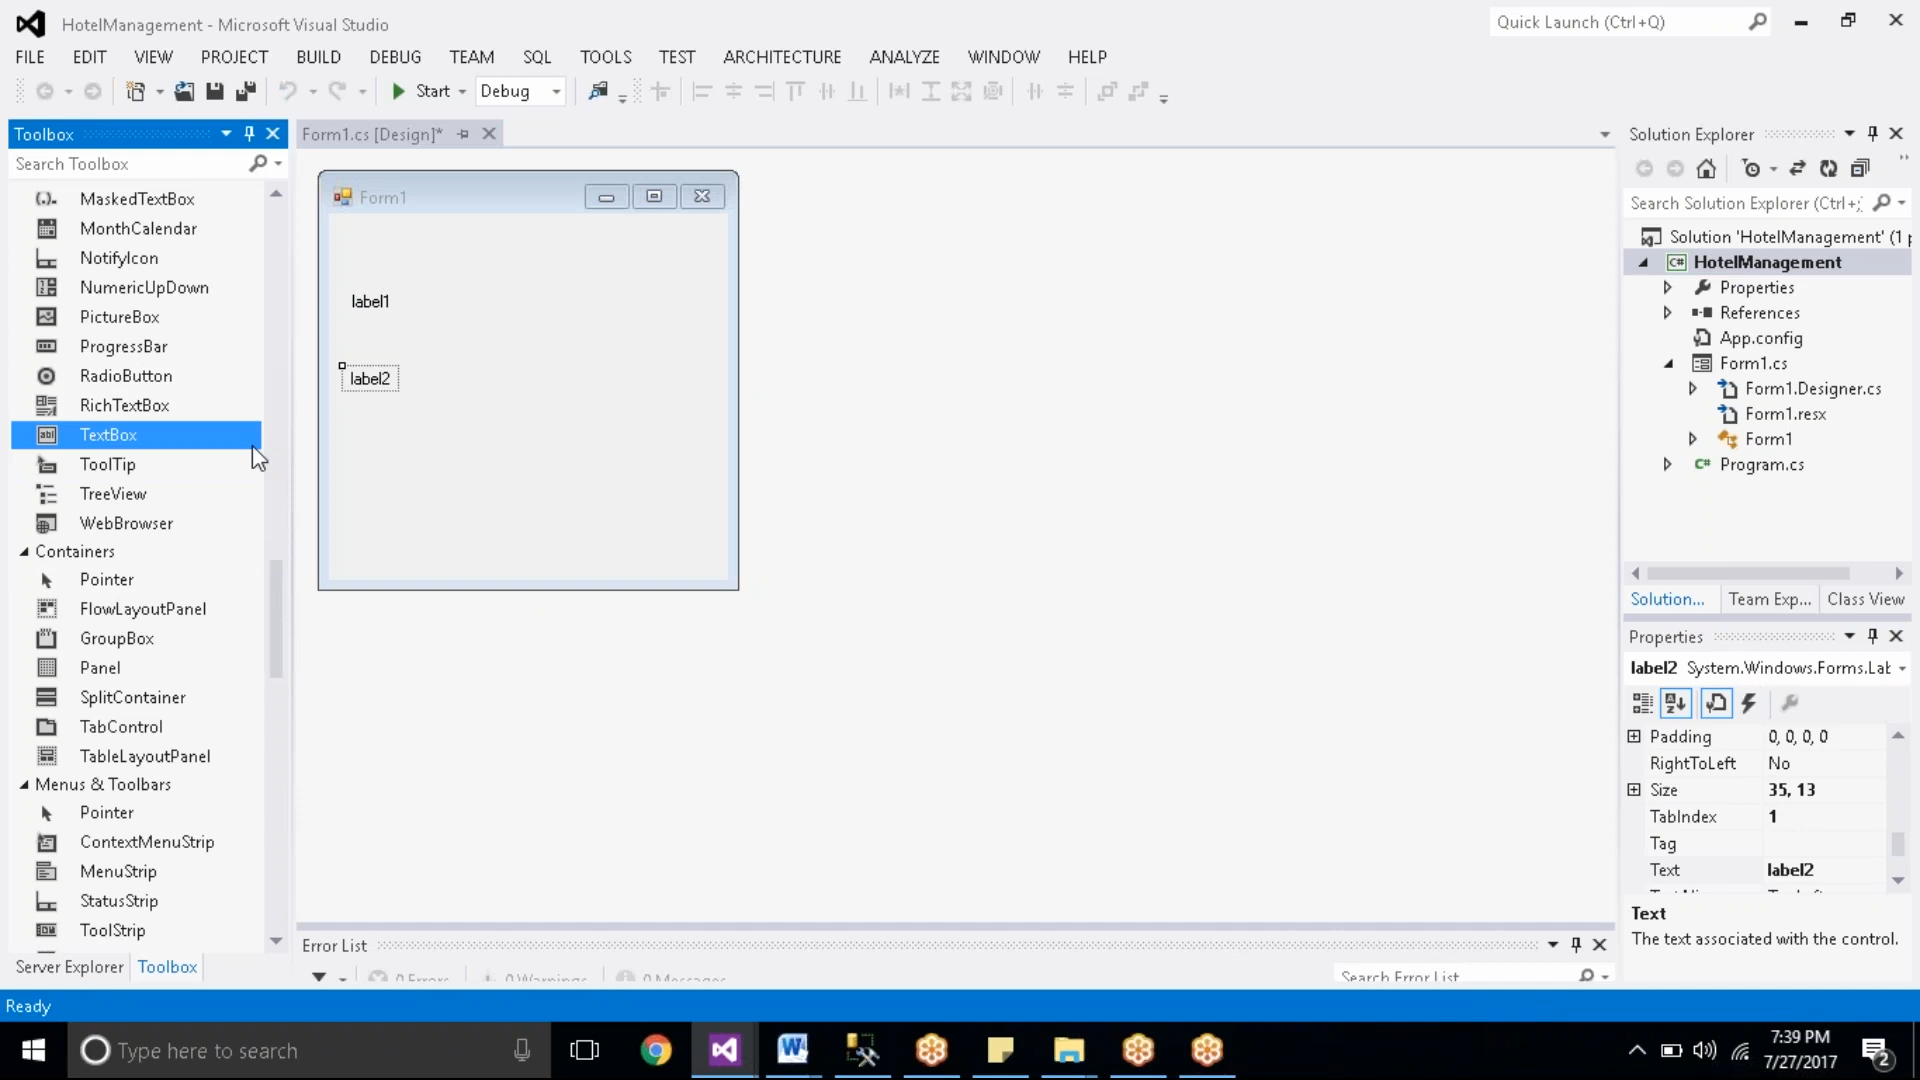 HotelManagement - Microsoft Visual Studio
Quick Launch (Ctrl+Q)
FILE EDIT VIEW PROJECT BUILD DEBUG TEAM SQL TOOLS TEST ARCHITECTURE ANALYZE WINDOW HELP
Start Debug
Toolbox
Search Toolbox
MaskedTextBox
MonthCalendar
NotifyIcon
NumericUpDown
PictureBox
ProgressBar
RadioButton
RichTextBox
TextBox
ToolTip
TreeView
WebBrowser
Containers
Pointer
FlowLayoutPanel
GroupBox
Panel
SplitContainer
TabControl
TableLayoutPanel
Menus & Toolbars
Pointer
ContextMenuStrip
MenuStrip
StatusStrip
ToolStrip
Server Explorer Toolbox
Form1.cs [Design]*
Form1
label1
label2
Error List
0 Errors 0 Warnings 0 Messages
Search Error List
Solution Explorer
Search Solution Explorer (Ctrl+;
Solution 'HotelManagement' (1 p
HotelManagement
Properties
References
App.config
Form1.cs
Form1.Designer.cs
Form1.resx
Form1
Program.cs
Solution... Team Exp... Class View
Properties
label2 System.Windows.Forms.Lab
Padding 0, 0, 0, 0
RightToLeft No
Size 35, 13
TabIndex 1
Tag
Text label2
Text
The text associated with the control.
Ready
Type here to search
7:39 PM
7/27/2017
2